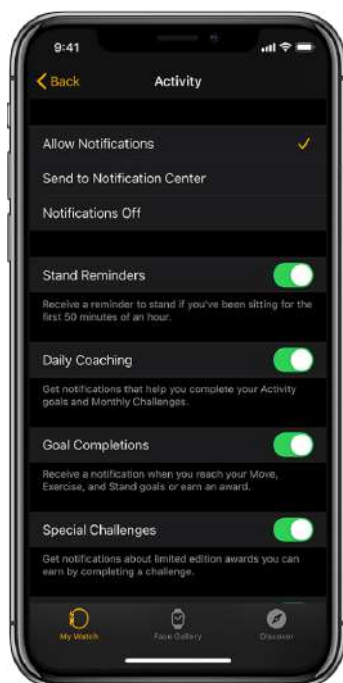 9:41
Back
Activity
Allow Notifications
Send to Notification Center
Notifications Off
Stand Reminders
Receive a reminder to stand if you've been sitting for the
first 50 minutes of an hour.
Daily Coaching
Get notifications that help you complete your Activity
goals and Monthly Challenges.
Goal Completions
Receive a notification when you reach your Move,
Exercise, and Stand goals or earn an award.
Special Challenges
Get notifications about limited edition awards you can
earn by completing a challenge.
My Watch
Face Gallery
Discover